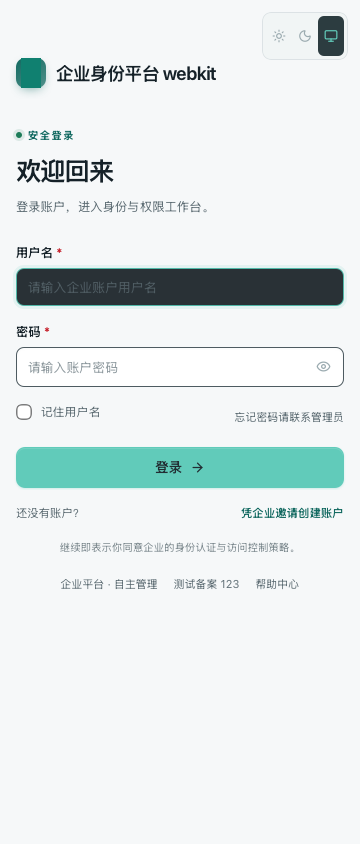 企业身份平台 webkit
安全登录
欢迎回来
登录账户，进入身份与权限工作台。
用户名 *
请输入企业账户用户名
密码 *
请输入账户密码
记住用户名
忘记密码请联系管理员
登录 →
还没有账户?
凭企业邀请创建账户
继续即表示你同意企业的身份认证与访问控制策略。
企业平台 · 自主管理 测试备案 123 帮助中心